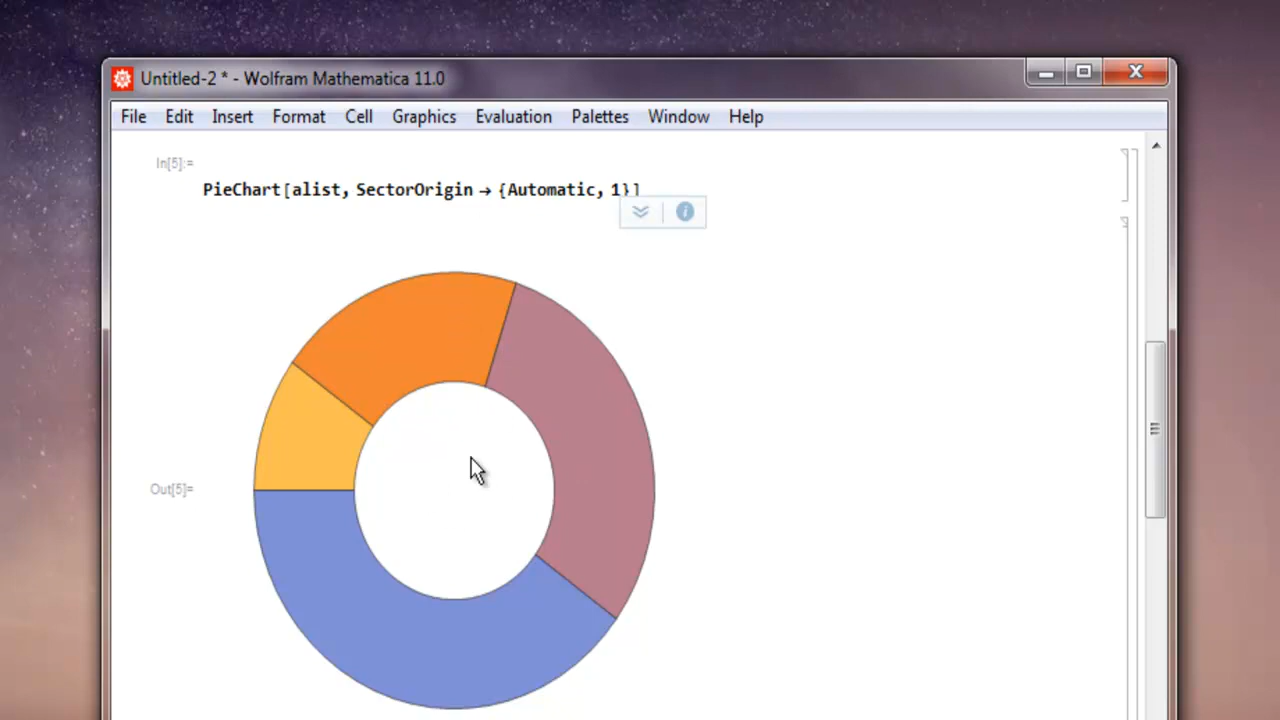 Untitled-2 * - Wolfram Mathematica 11.0
File Edit Insert Format Cell Graphics Evaluation Palettes Window Help
In[5]:=
PieChart[alist, SectorOrigin → {Automatic, 1}]
Out[5]=